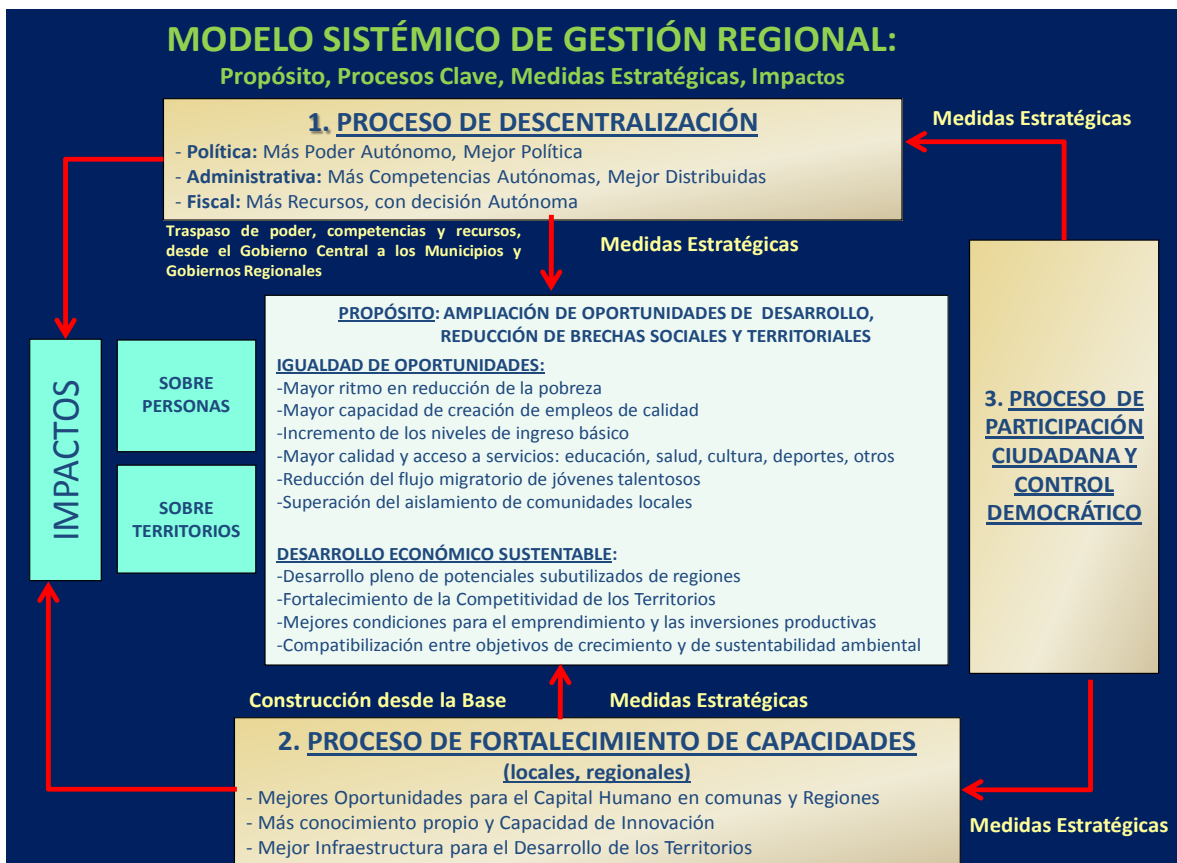 MODELO SISTÉMICO DE GESTIÓN REGIONAL:
Propósito, Procesos Clave, Medidas Estratégicas, Impactos
1. PROCESO DE DESCENTRALIZACIÓN
- Política: Más Poder Autónomo, Mejor Política
- Administrativa: Más Competencias Autónomas, Mejor Distribuidas
- Fiscal: Más Recursos, con decisión Autónoma
Medidas Estratégicas
Traspaso de poder, competencias y recursos,
desde el Gobierno Central a los Municipios y
Gobiernos Regionales
Medidas Estratégicas
IMPACTOS
SOBRE
PERSONAS
SOBRE
TERRITORIOS
PROPÓSITO: AMPLIACIÓN DE OPORTUNIDADES DE DESARROLLO,
REDUCCIÓN DE BRECHAS SOCIALES Y TERRITORIALES
IGUALDAD DE OPORTUNIDADES:
-Mayor ritmo en reducción de la pobreza
-Mayor capacidad de creación de empleos de calidad
-Incremento de los niveles de ingreso básico
-Mayor calidad y acceso a servicios: educación, salud, cultura, deportes, otros
-Reducción del flujo migratorio de jóvenes talentosos
-Superación del aislamiento de comunidades locales
DESARROLLO ECONÓMICO SUSTENTABLE:
-Desarrollo pleno de potenciales subutilizados de regiones
-Fortalecimiento de la Competitividad de los Territorios
-Mejores condiciones para el emprendimiento y las inversiones productivas
-Compatibilización entre objetivos de crecimiento y de sustentabilidad ambiental
3. PROCESO DE
PARTICIPACIÓN
CIUDADANA Y
CONTROL
DEMOCRÁTICO
Construcción desde la Base
Medidas Estratégicas
2. PROCESO DE FORTALECIMIENTO DE CAPACIDADES
(locales, regionales)
- Mejores Oportunidades para el Capital Humano en comunas y Regiones
- Más conocimiento propio y Capacidad de Innovación
- Mejor Infraestructura para el Desarrollo de los Territorios
Medidas Estratégicas